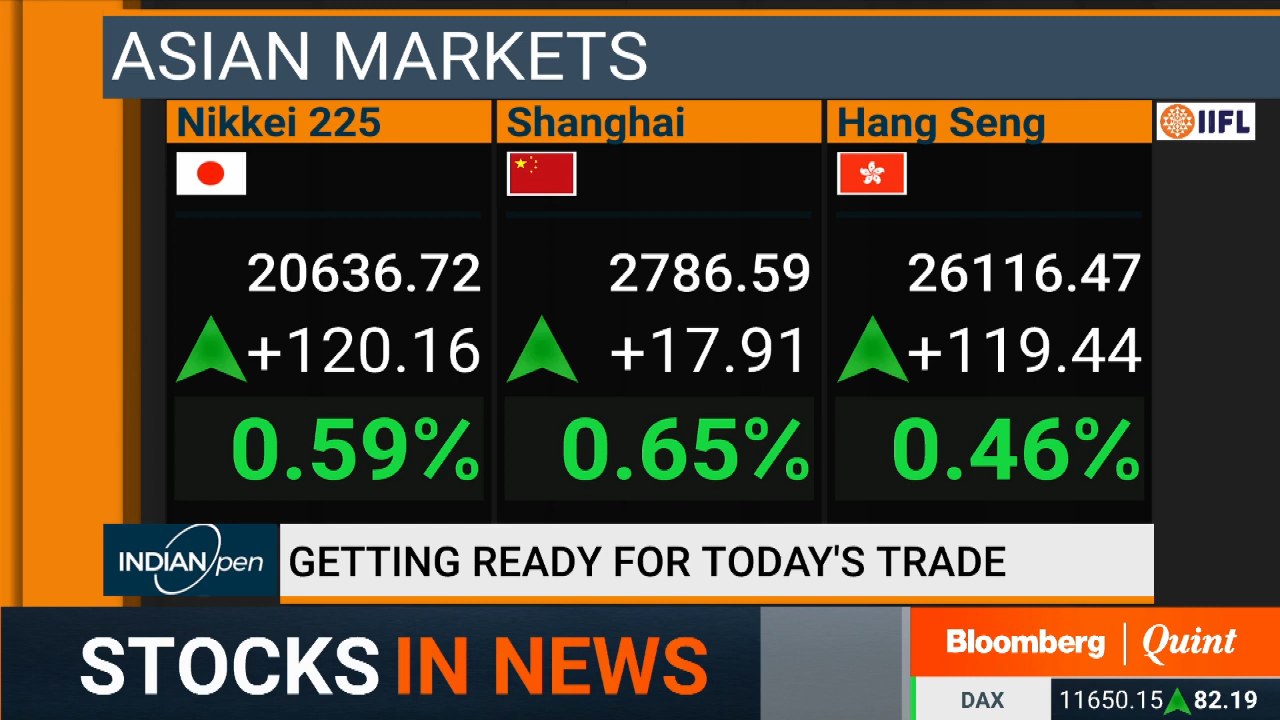 ASIAN MARKETS
Nikkei 225
Shanghai
Hang Seng
IIFL
20636.72
2786.59
26116.47
+120.16
+17.91
+119.44
0.59%
0.65%
0.46%
INDIAN Open
GETTING READY FOR TODAY'S TRADE
STOCKS IN NEWS
Bloomberg | Quint
DAX
11650.15
82.19